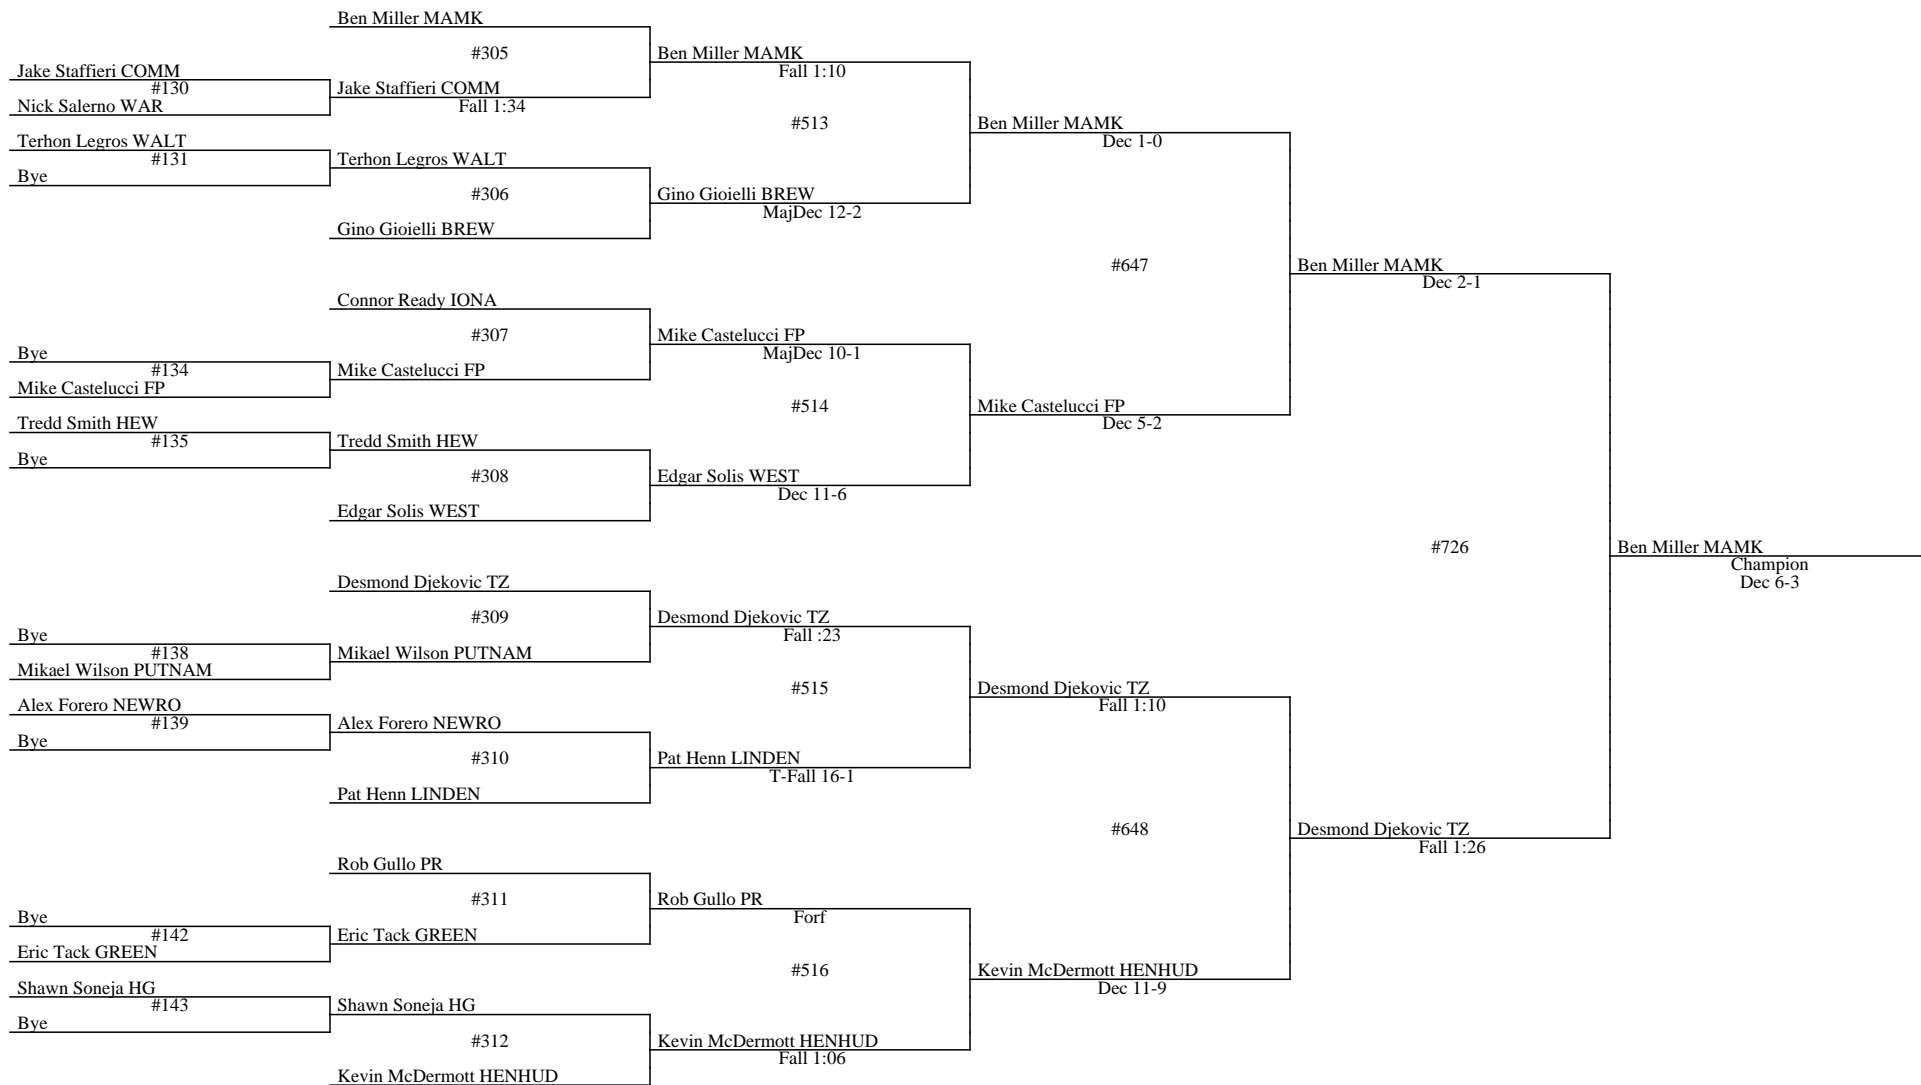 Ben Miller MAMK
#305
Jake Staffieri COMM
#130
Nick Salerno WAR
Jake Staffieri COMM
Fall 1:34
Ben Miller MAMK
Fall 1:10
#513
Terhon Legros WALT
#131
Bye
Terhon Legros WALT
#306
Gino Gioielli BREW
Gino Gioielli BREW
MajDec 12-2
Ben Miller MAMK
Dec 1-0
#647
Connor Ready IONA
#307
Bye
#134
Mike Castelucci FP
Mike Castelucci FP
Mike Castelucci FP
MajDec 10-1
#514
Tredd Smith HEW
#135
Bye
Tredd Smith HEW
#308
Edgar Solis WEST
Edgar Solis WEST
Dec 11-6
Mike Castelucci FP
Dec 5-2
Ben Miller MAMK
Dec 2-1
#726
Desmond Djekovic TZ
#309
Bye
#138
Mikael Wilson PUTNAM
Mikael Wilson PUTNAM
Desmond Djekovic TZ
Fall :23
#515
Alex Forero NEWRO
#139
Bye
Alex Forero NEWRO
#310
Pat Henn LINDEN
Pat Henn LINDEN
T-Fall 16-1
Desmond Djekovic TZ
Fall 1:10
#648
Rob Gullo PR
#311
Bye
#142
Eric Tack GREEN
Eric Tack GREEN
Rob Gullo PR
Forf
#516
Shawn Soneja HG
#143
Bye
Shawn Soneja HG
#312
Kevin McDermott HENHUD
Kevin McDermott HENHUD
Fall 1:06
Kevin McDermott HENHUD
Dec 11-9
Desmond Djekovic TZ
Fall 1:26
Ben Miller MAMK
Champion
Dec 6-3